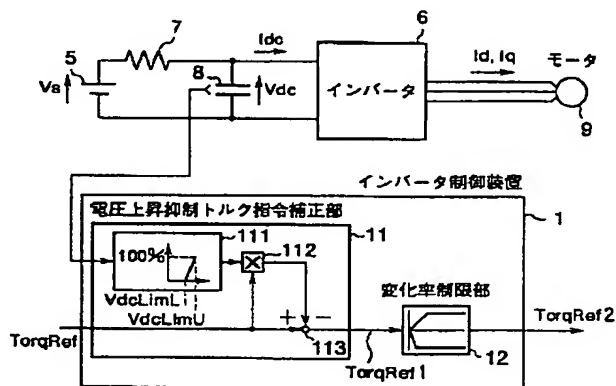 7
Idc
6
5
Vs
8
Vdc
インバータ
Id, Iq
モータ
9
インバータ制御装置
1
電圧上昇抑制トルク指令補正部
11
111
112
100%
VdcLimLi
VdcLimU
TorqRef
+
−
113
変化率制限部
12
TorqRef1
TorqRef2